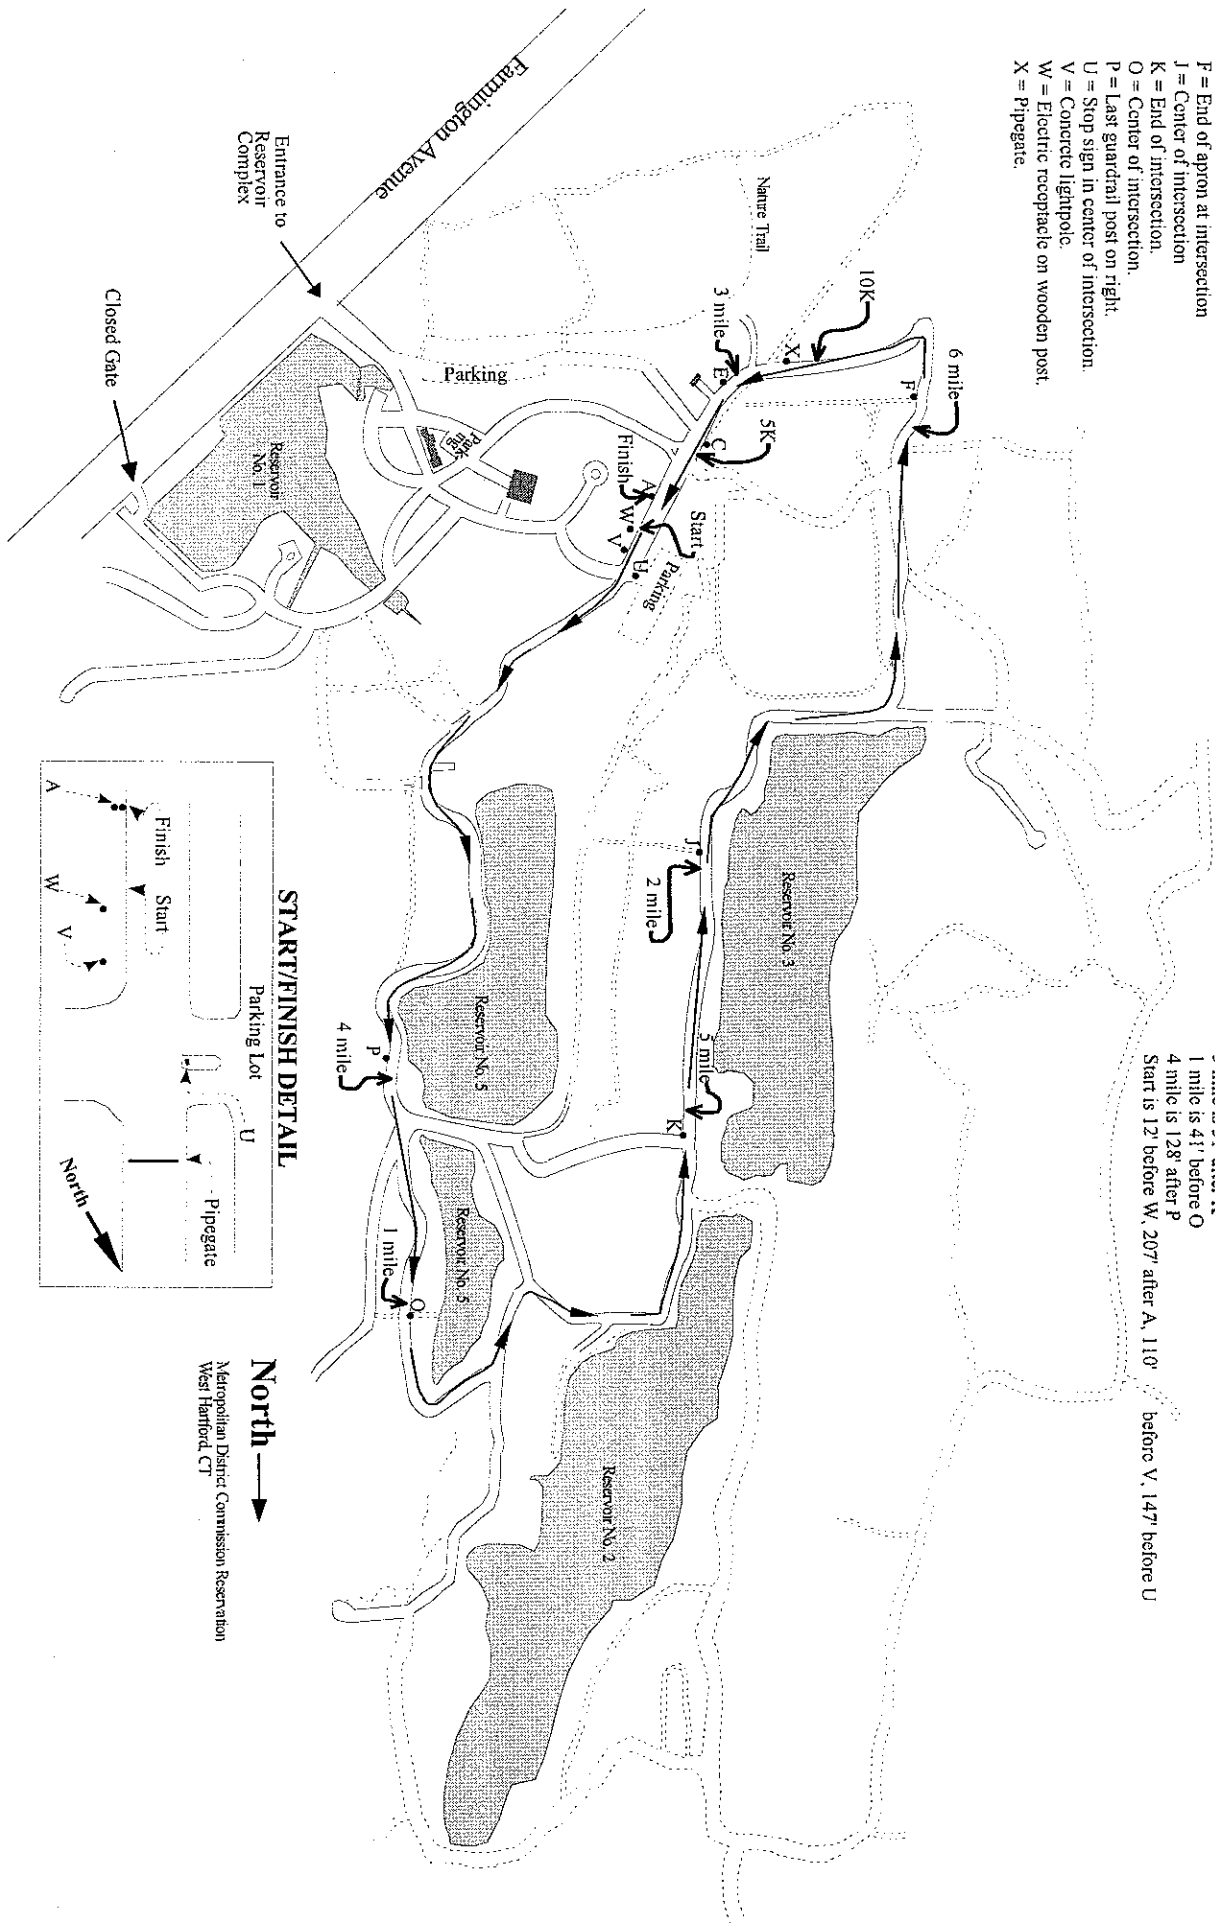 F = End of apron at intersection
J = Center of intersection
K = End of intersection.
O = Center of intersection.
P = Last guardrail post on right.
U = Stop sign in center of intersection.
V = Concrete lightpole.
W = Electric receptacle on wooden post.
X = Pipegate.
1 mile is 41' before O
4 mile is 128' after P
Start is 12' before W, 207' after A, 110' before V, 147' before U
Farmington Avenue
Entrance to
Reservoir
Complex
Closed Gate
Nature Trail
10K
X
3 mile
E
6 mile
F
5K
C
Parking
Park
ing
Reservoir
No. 1
Finish
A
W
V
U
Start
Parking
J
2 mile
Reservoir No. 3
5 mile
K
Reservoir No. 5
P
4 mile
Reservoir No. 5
1 mile
O
Reservoir No. 2
START/FINISH DETAIL
A
Finish
W
Start
V
Parking Lot
U
Pipegate
North
North
Metropolitan District Commission Reservation
West Hartford, CT